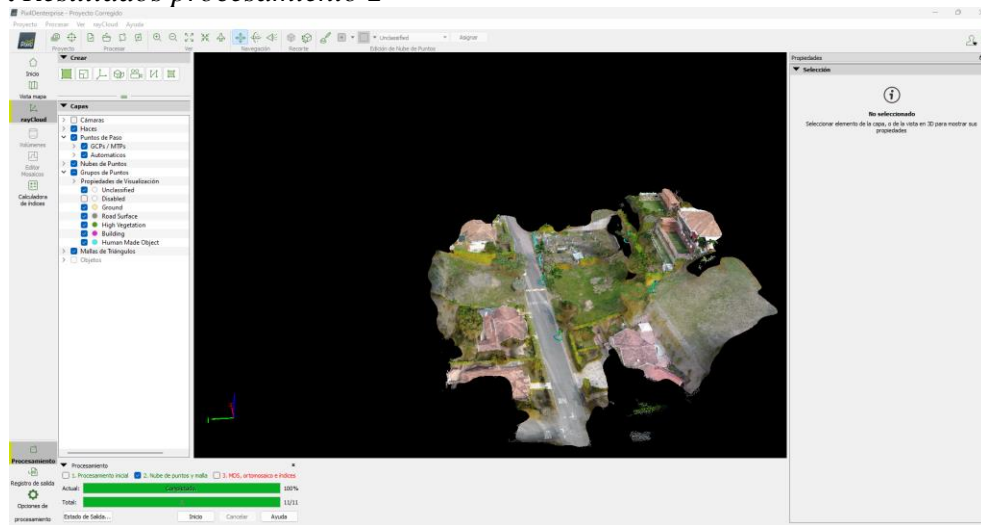 Resultados procesamiento 2
Pix4Denterprise - Proyecto Corregido
Proyecto Procesar Ver rayCloud Ayuda
Unclassified Asignar
Proyecto Procesar Ver Navegación Recorte Edición de Nube de Puntos
Inicio
Vista mapa
rayCloud
Volúmenes
Editor
Mosaicos
Calculadora
de índices
Crear
Capas
Cámaras
Haces
Puntos de Paso
GCPs / MTPs
Automaticos
Nubes de Puntos
Grupos de Puntos
Propiedades de Visualización
Unclassified
Disabled
Ground
Road Surface
High Vegetation
Building
Human Made Object
Mallas de Triángulos
Objetos
Propiedades
Selección
No seleccionado
Seleccionar elemento de la capa, o de la vista en 3D para mostrar sus
propiedades
Procesamiento
Registro de salida
Opciones de
procesamiento
Procesamiento
1. Procesamiento inicial 2. Nube de puntos y malla 3. MDS, ortomosaico e índices
Actual: Completado 100%
Total: 11/11
Estado de Salida... Inicio Cancelar Ayuda